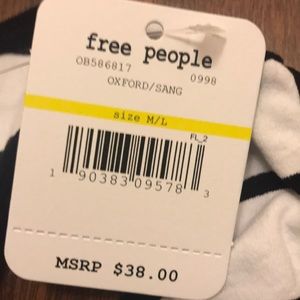 free people
OB586817 0998
OXFORD/SANG
size M/L
FL_2
1 90383 09578 3
MSRP $38.00